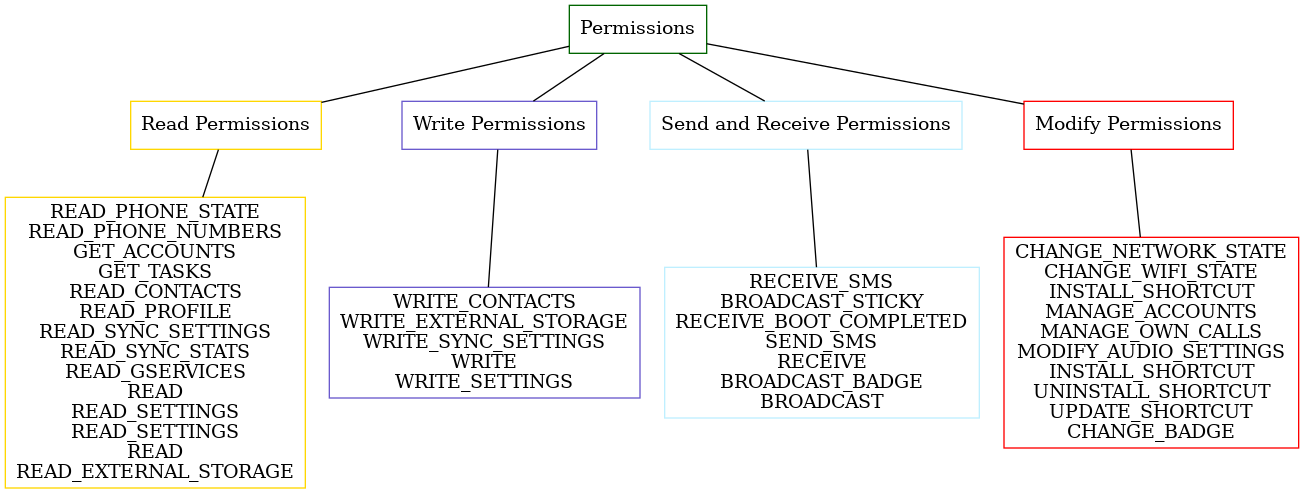 Permissions
Read Permissions
Write Permissions
Send and Receive Permissions
Modify Permissions
READ_PHONE_STATE
READ_PHONE_NUMBERS
GET_ACCOUNTS
GET_TASKS
READ_CONTACTS
READ_PROFILE
READ_SYNC_SETTINGS
READ_SYNC_STATS
READ_GSERVICES
READ
READ_SETTINGS
READ_SETTINGS
READ
READ_EXTERNAL_STORAGE
WRITE_CONTACTS
WRITE_EXTERNAL_STORAGE
WRITE_SYNC_SETTINGS
WRITE
WRITE_SETTINGS
RECEIVE_SMS
BROADCAST_STICKY
RECEIVE_BOOT_COMPLETED
SEND_SMS
RECEIVE
BROADCAST_BADGE
BROADCAST
CHANGE_NETWORK_STATE
CHANGE_WIFI_STATE
INSTALL_SHORTCUT
MANAGE_ACCOUNTS
MANAGE_OWN_CALLS
MODIFY_AUDIO_SETTINGS
INSTALL_SHORTCUT
UNINSTALL_SHORTCUT
UPDATE_SHORTCUT
CHANGE_BADGE